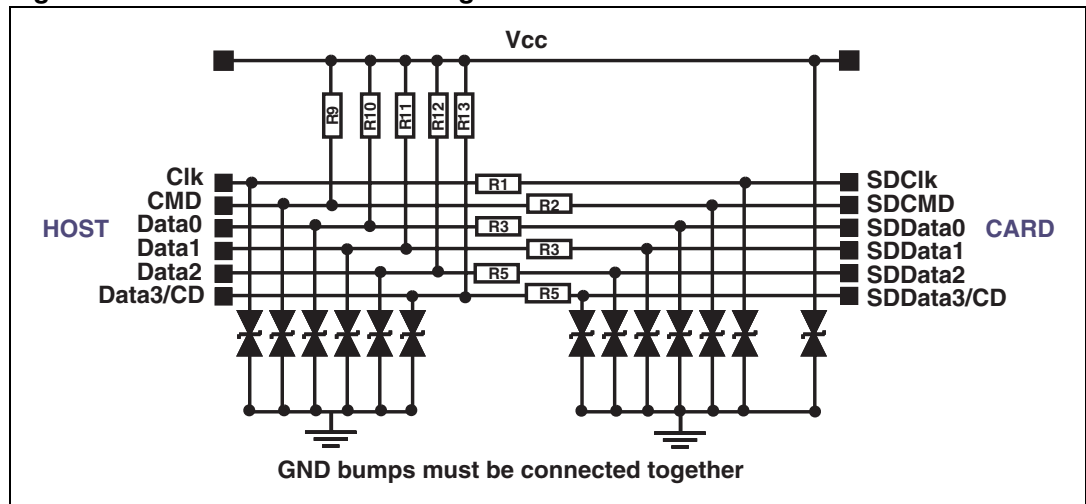 Vcc
R9
R10
R11
R12
R13
Clk R1 SDClk
CMD R2 SDCMD
HOST Data0 R3 SDData0 CARD
Data1 R3 SDData1
Data2 R5 SDData2
Data3/CD R5 SDData3/CD
GND bumps must be connected together